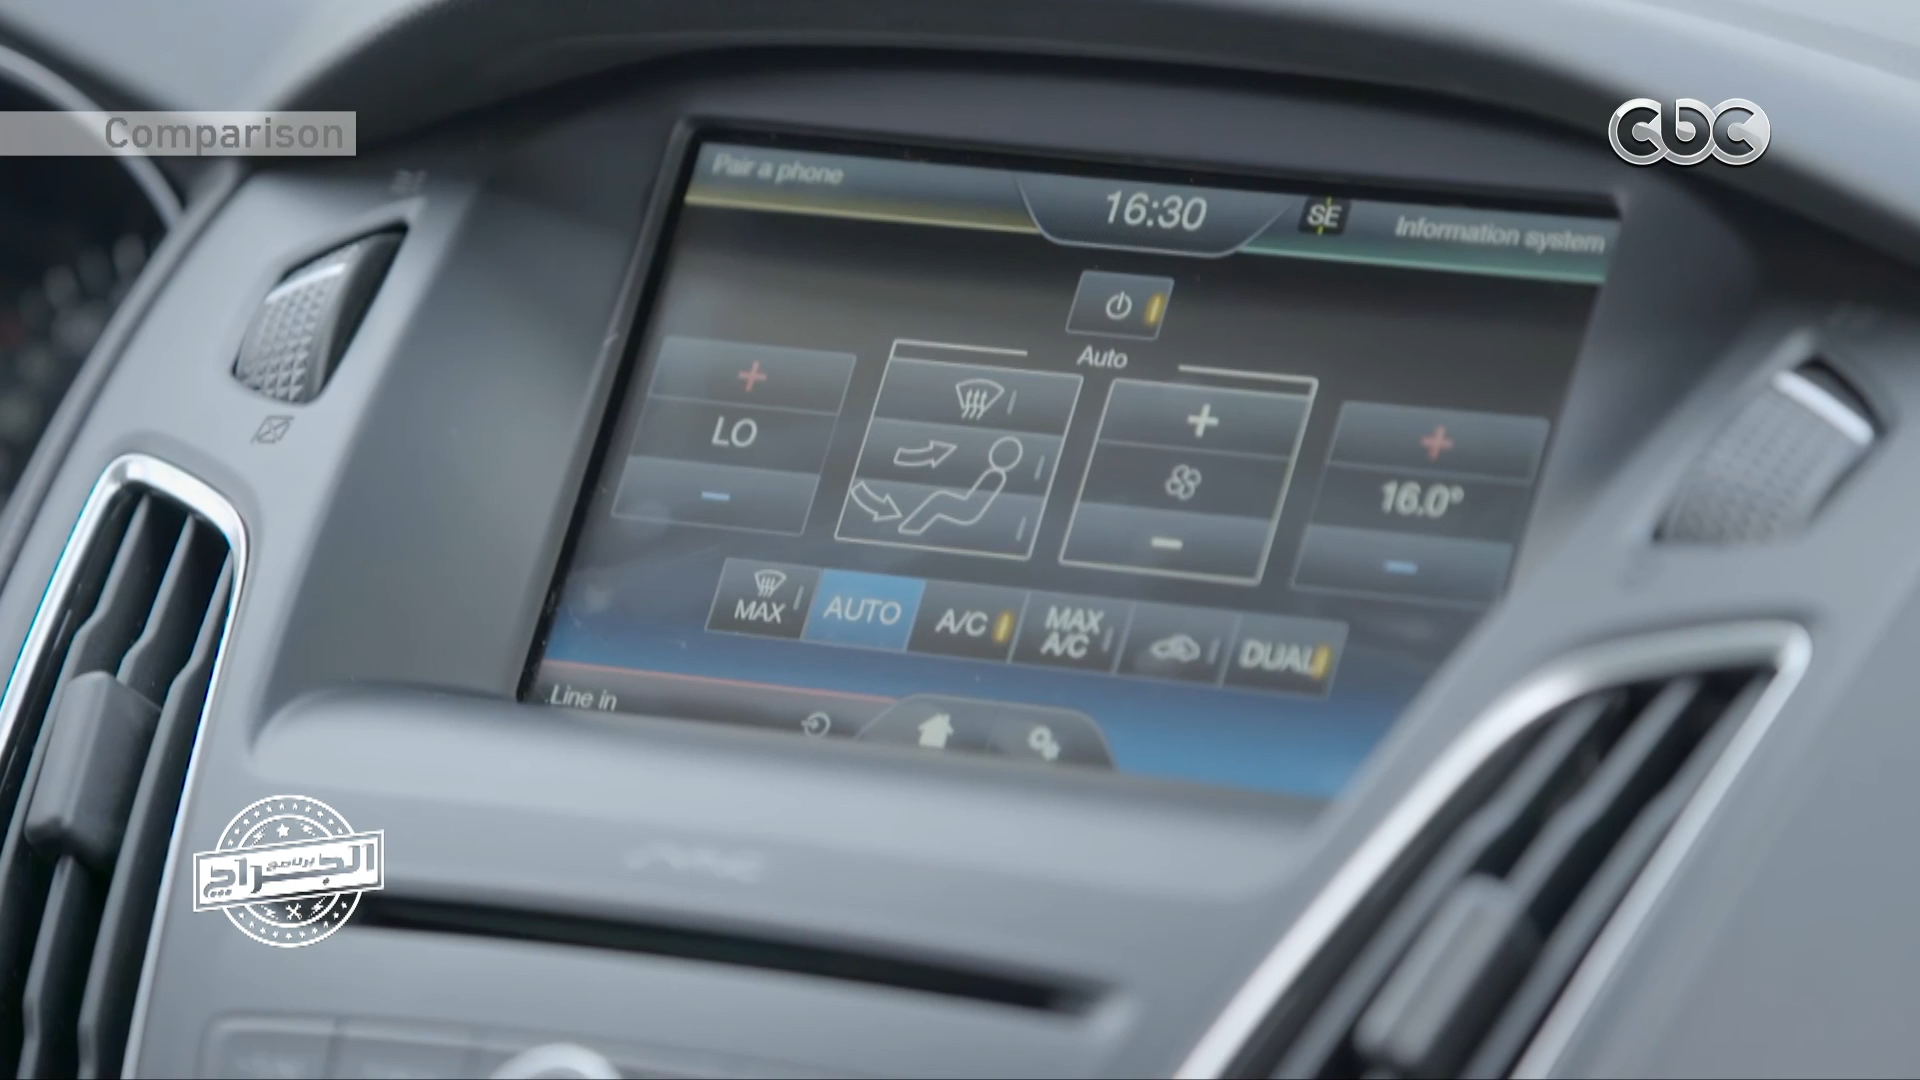 Comparison
cbc
Pair a phone
16:30
SE
Information system
Auto
LO
16.0°
MAX
AUTO
A/C
MAX
A/C
DUAL
Line in
برنامج
الجراج